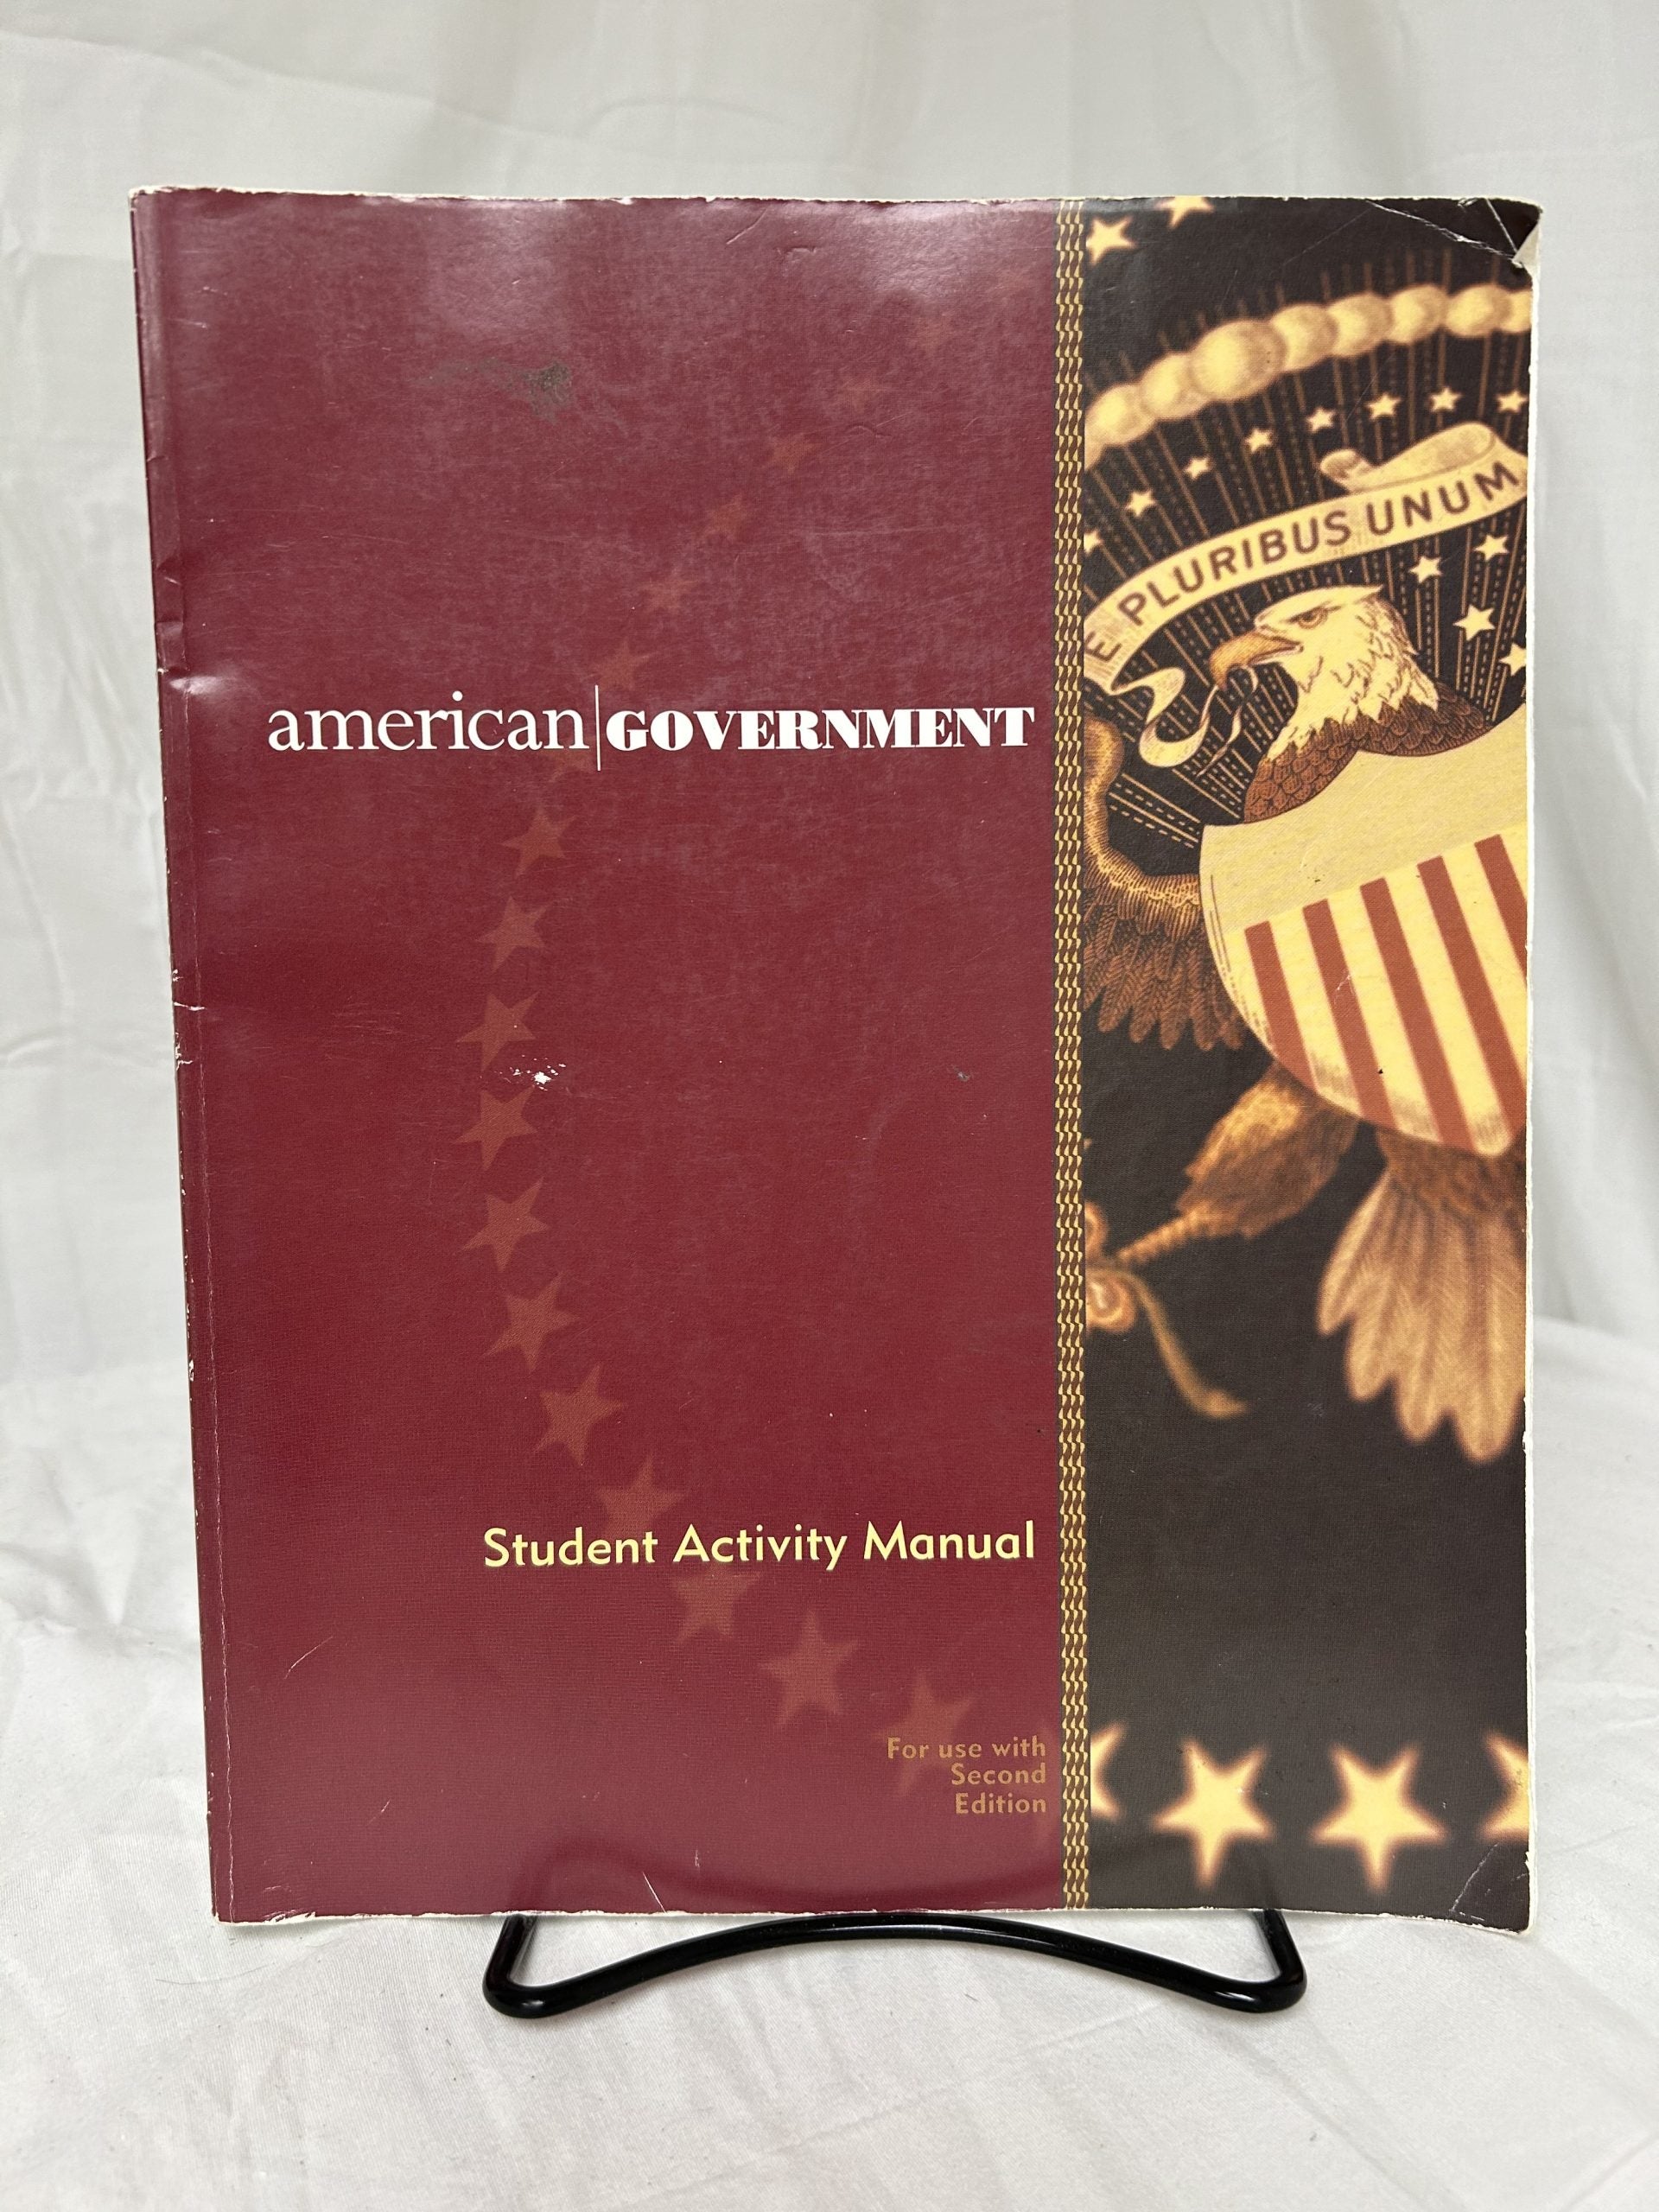 E PLURIBUS UNUM
american|GOVERNMENT
Student Activity Manual
For use with
Second
Edition